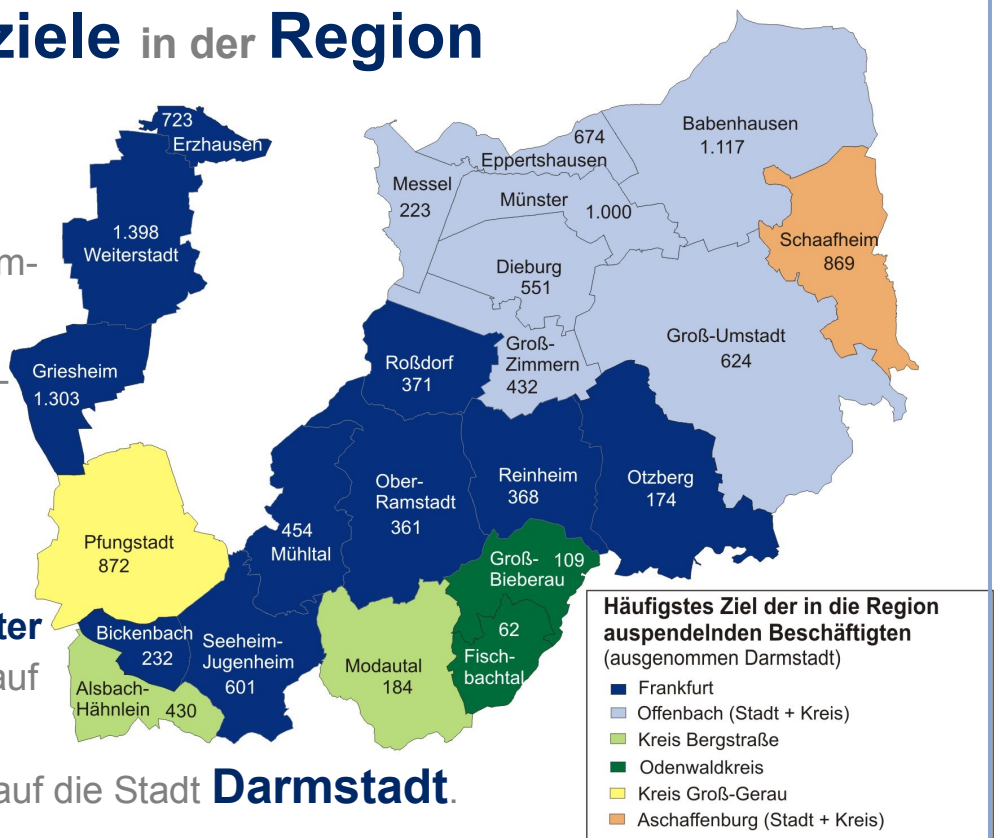 ziele in der Region
723
Erzhausen
1.398
Weiterstadt
m-
Griesheim
1.303
-
Messel
223
674
Eppertshausen
Münster
1.000
Babenhausen
1.117
Schaafheim
869
Dieburg
551
Groß-Umstadt
624
Groß-
Zimmern
432
Roßdorf
371
Ober-
Ramstadt
361
Reinheim
368
Otzberg
174
454
Mühltal
Pfungstadt
872
Groß-
Bieberau
109
62
Fisch-
bachtal
Bickenbach
232
Seeheim-
Jugenheim
601
Modautal
184
Alsbach-
Hähnlein
430
ter
auf
auf die Stadt Darmstadt.
Häufigstes Ziel der in die Region
auspendelnden Beschäftigten
(ausgenommen Darmstadt)
Frankfurt
Offenbach (Stadt + Kreis)
Kreis Bergstraße
Odenwaldkreis
Kreis Groß-Gerau
Aschaffenburg (Stadt + Kreis)